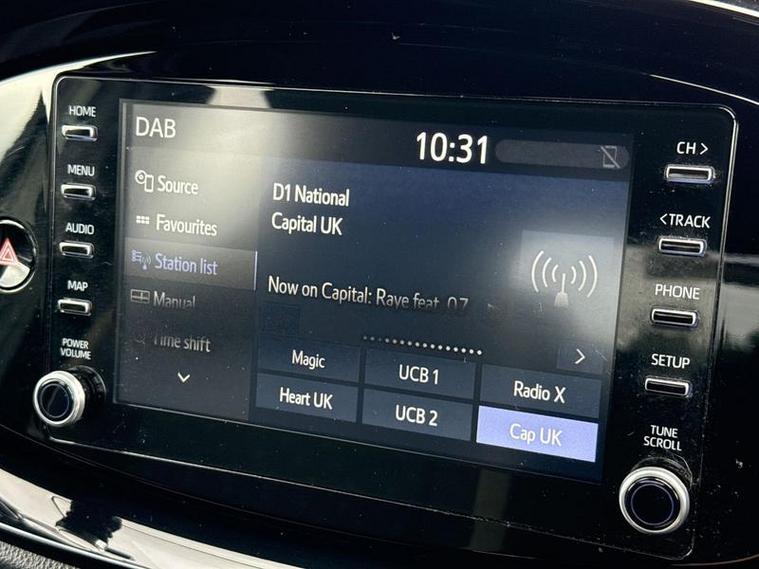 HOME
MENU
AUDIO
MAP
POWER
VOLUME
DAB
10:31
Source
Favourites
Station list
Manual
Time shift
D1 National
Capital UK
Now on Capital: Raye feat. 07
Magic
UCB 1
Radio X
Heart UK
UCB 2
Cap UK
CH >
< TRACK
PHONE
SETUP
TUNE
SCROLL